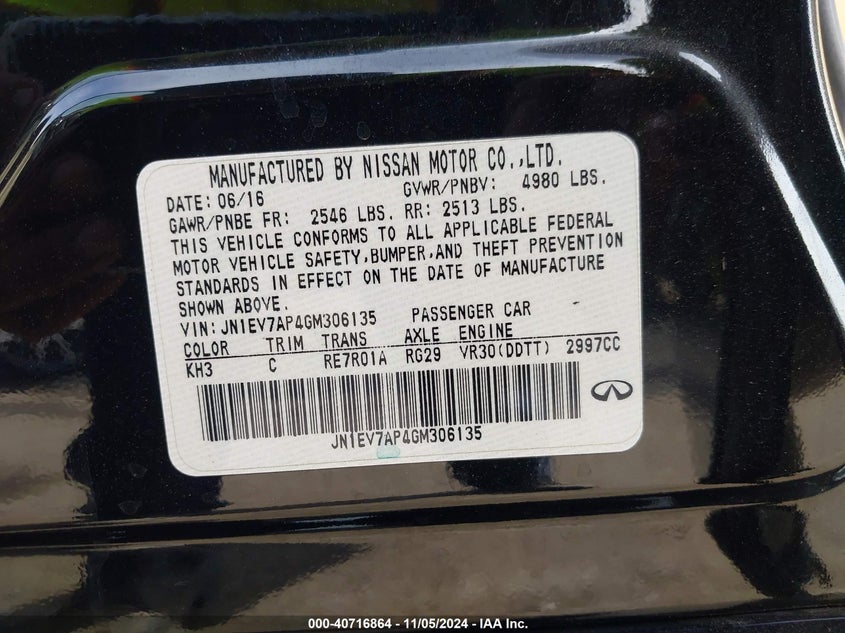 MANUFACTURED BY NISSAN MOTOR CO.,LTD.
DATE: 06/16 GVWR/PNBV: 4980 LBS.
GAWR/PNBE FR: 2546 LBS. RR: 2513 LBS.
THIS VEHICLE CONFORMS TO ALL APPLICABLE FEDERAL
MOTOR VEHICLE SAFETY,BUMPER,AND THEFT PREVENTION
STANDARDS IN EFFECT ON THE DATE OF MANUFACTURE
SHOWN ABOVE.
VIN: JN1EV7AP4GM306135 PASSENGER CAR
COLOR TRIM TRANS AXLE ENGINE
KH3 C RE7R01A RG29 VR30(DDTT) 2997CC
JN1EV7AP4GM306135
000-40716864 - 11/05/2024 - IAA Inc.